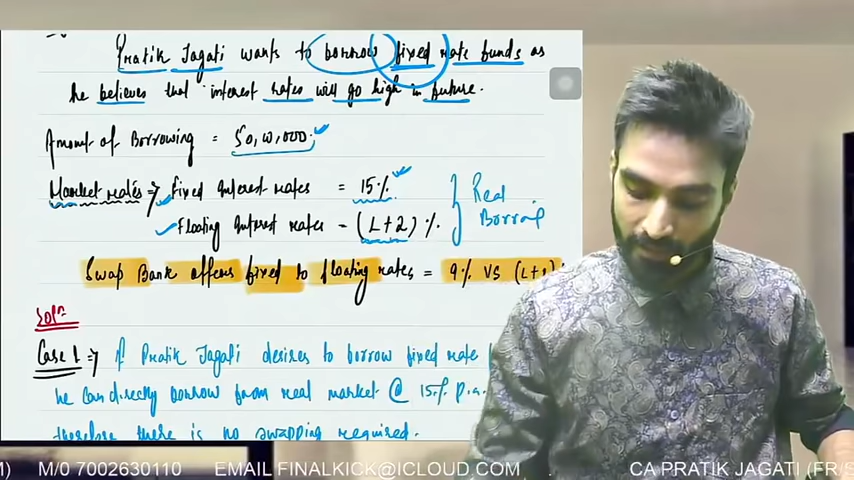 Pratik Jagati wants to borrow fixed rate funds as
he believes that interest rates will go high in future.
Amount of Borrowing = 50,00,000.
Market rates => fixed interest rates = 15%
Floating interest rates = (L+2)%
Real
Borrowing
Swap Bank offers fixed to floating rates = 9% VS
Soln
Case 1 => if Pratik Jagati desires to borrow fixed rate
he can directly borrow from real market @ 15% p.a.
therefore there is no swapping required.
M/0 7002630110 EMAIL FINALKICK@ICLOUD.COM CA PRATIK JAGATI (FR/S